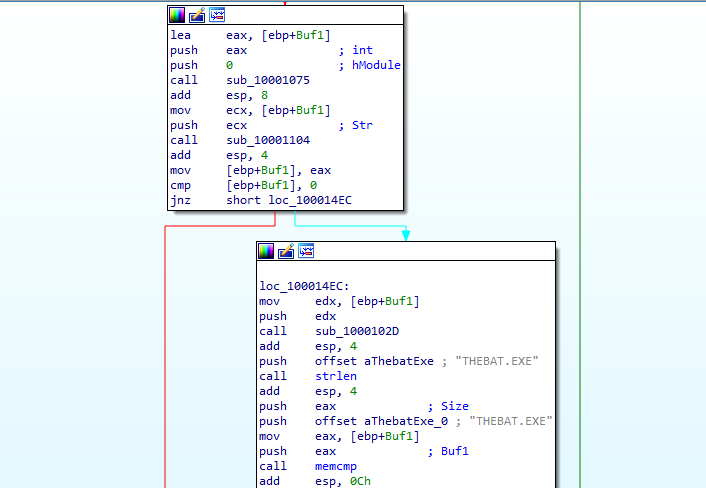 lea eax, [ebp+Buf1]
push eax ; int
push 0 ; hModule
call sub_10001075
add esp, 8
mov ecx, [ebp+Buf1]
push ecx ; Str
call sub_10001104
add esp, 4
mov [ebp+Buf1], eax
cmp [ebp+Buf1], 0
jnz short loc_100014EC
loc_100014EC:
mov edx, [ebp+Buf1]
push edx
call sub_1000102D
add esp, 4
push offset aThebatExe ; "THEBAT.EXE"
call strlen
add esp, 4
push eax ; Size
push offset aThebatExe_0 ; "THEBAT.EXE"
mov eax, [ebp+Buf1]
push eax ; Buf1
call memcmp
add esp, 0Ch